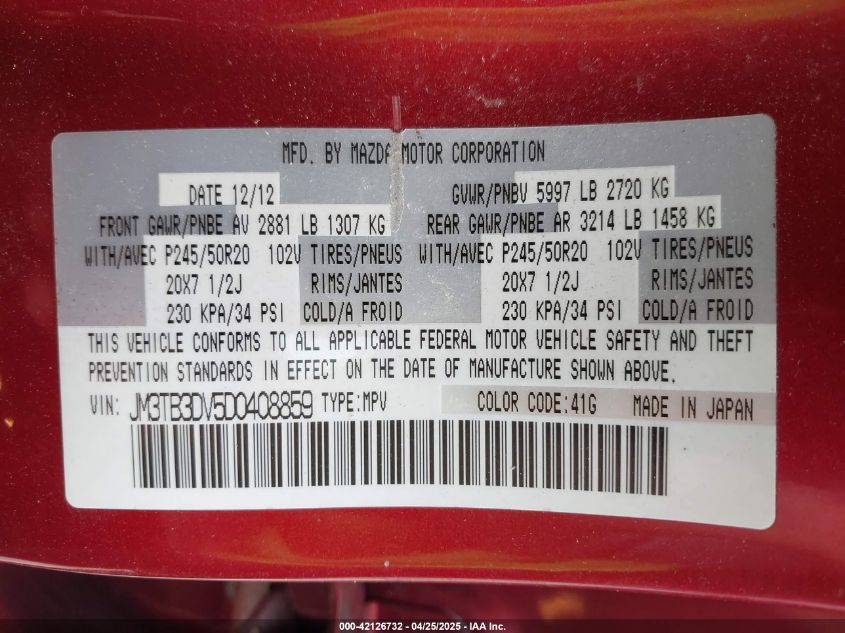 MFD. BY MAZDA MOTOR CORPORATION
DATE 12/12 GVWR/PNBV 5997 LB 2720 KG
FRONT GAWR/PNBE AV 2881 LB 1307 KG REAR GAWR/PNBE AR 3214 LB 1458 KG
WITH/AVEC P245/50R20 102V TIRES/PNEUS WITH/AVEC P245/50R20 102V TIRES/PNEUS
20X7 1/2J RIMS/JANTES 20X7 1/2J RIMS/JANTES
230 KPA/34 PSI COLD/A FROID 230 KPA/34 PSI COLD/A FROID
THIS VEHICLE CONFORMS TO ALL APPLICABLE FEDERAL MOTOR VEHICLE SAFETY AND THEFT
PREVENTION STANDARDS IN EFFECT ON THE DATE OF MANUFACTURE SHOWN ABOVE.
VIN: JM3TB3DV5D0408859 TYPE:MPV COLOR CODE:41G MADE IN JAPAN
000-42126732 - 04/25/2025 - IAA Inc.